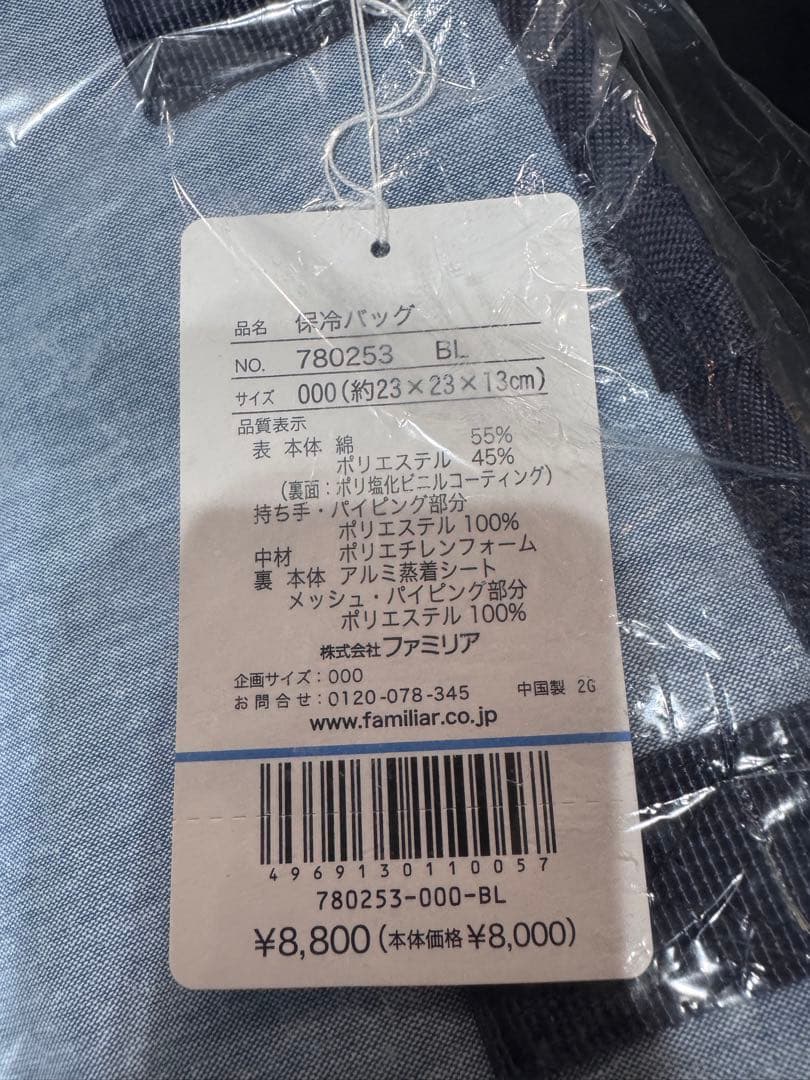 品名 保冷バッグ
NO. 780253 BL
サイズ 000(約23×23×13cm)
品質表示
表 本体 綿 55%
ポリエステル 45%
(裏面:ポリ塩化ビニルコーティング)
持ち手・パイピング部分
ポリエステル 100%
中材 ポリエチレンフォーム
裏 本体 アルミ蒸着シート
メッシュ・パイピング部分
ポリエステル 100%
株式会社 ファミリア
企画サイズ:000
お問合せ:0120-078-345 中国製 2G
www.familiar.co.jp
4969130110057
780253-000-BL
¥8,800(本体価格 ¥8,000)